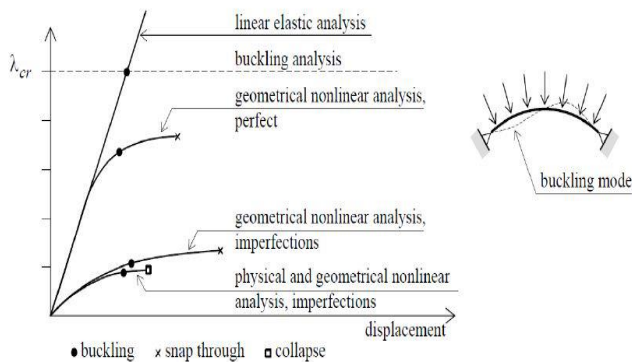 linear elastic analysis
λcr
buckling analysis
geometrical nonlinear analysis,
perfect
buckling mode
geometrical nonlinear analysis,
imperfections
physical and geometrical nonlinear
analysis, imperfections
displacement
buckling
snap through
collapse